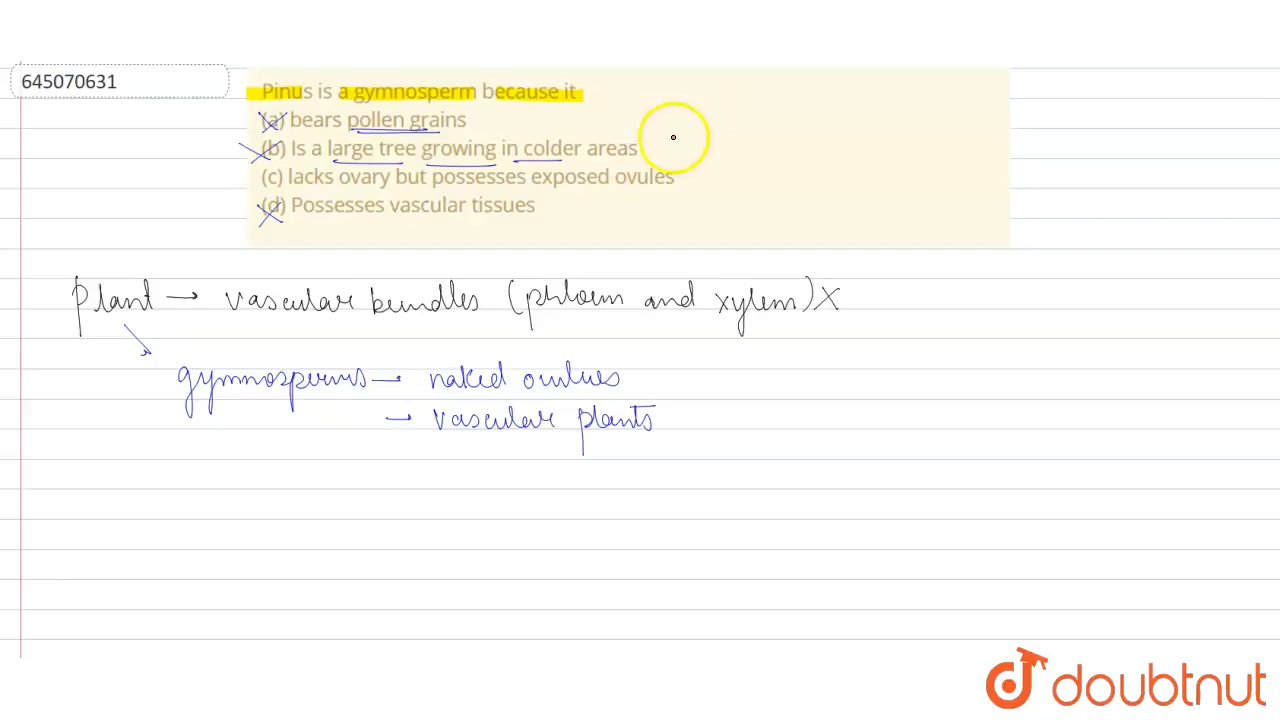 645070631
Pinus is a gymnosperm because it
(a) bears pollen grains
(b) Is a large tree growing in colder areas
(c) lacks ovary but possesses exposed ovules
(d) Possesses vascular tissues
Plant → vascular bundles (phloem and xylem) X
gymnosperms → naked ovules
→ vascular plants
doubtnut